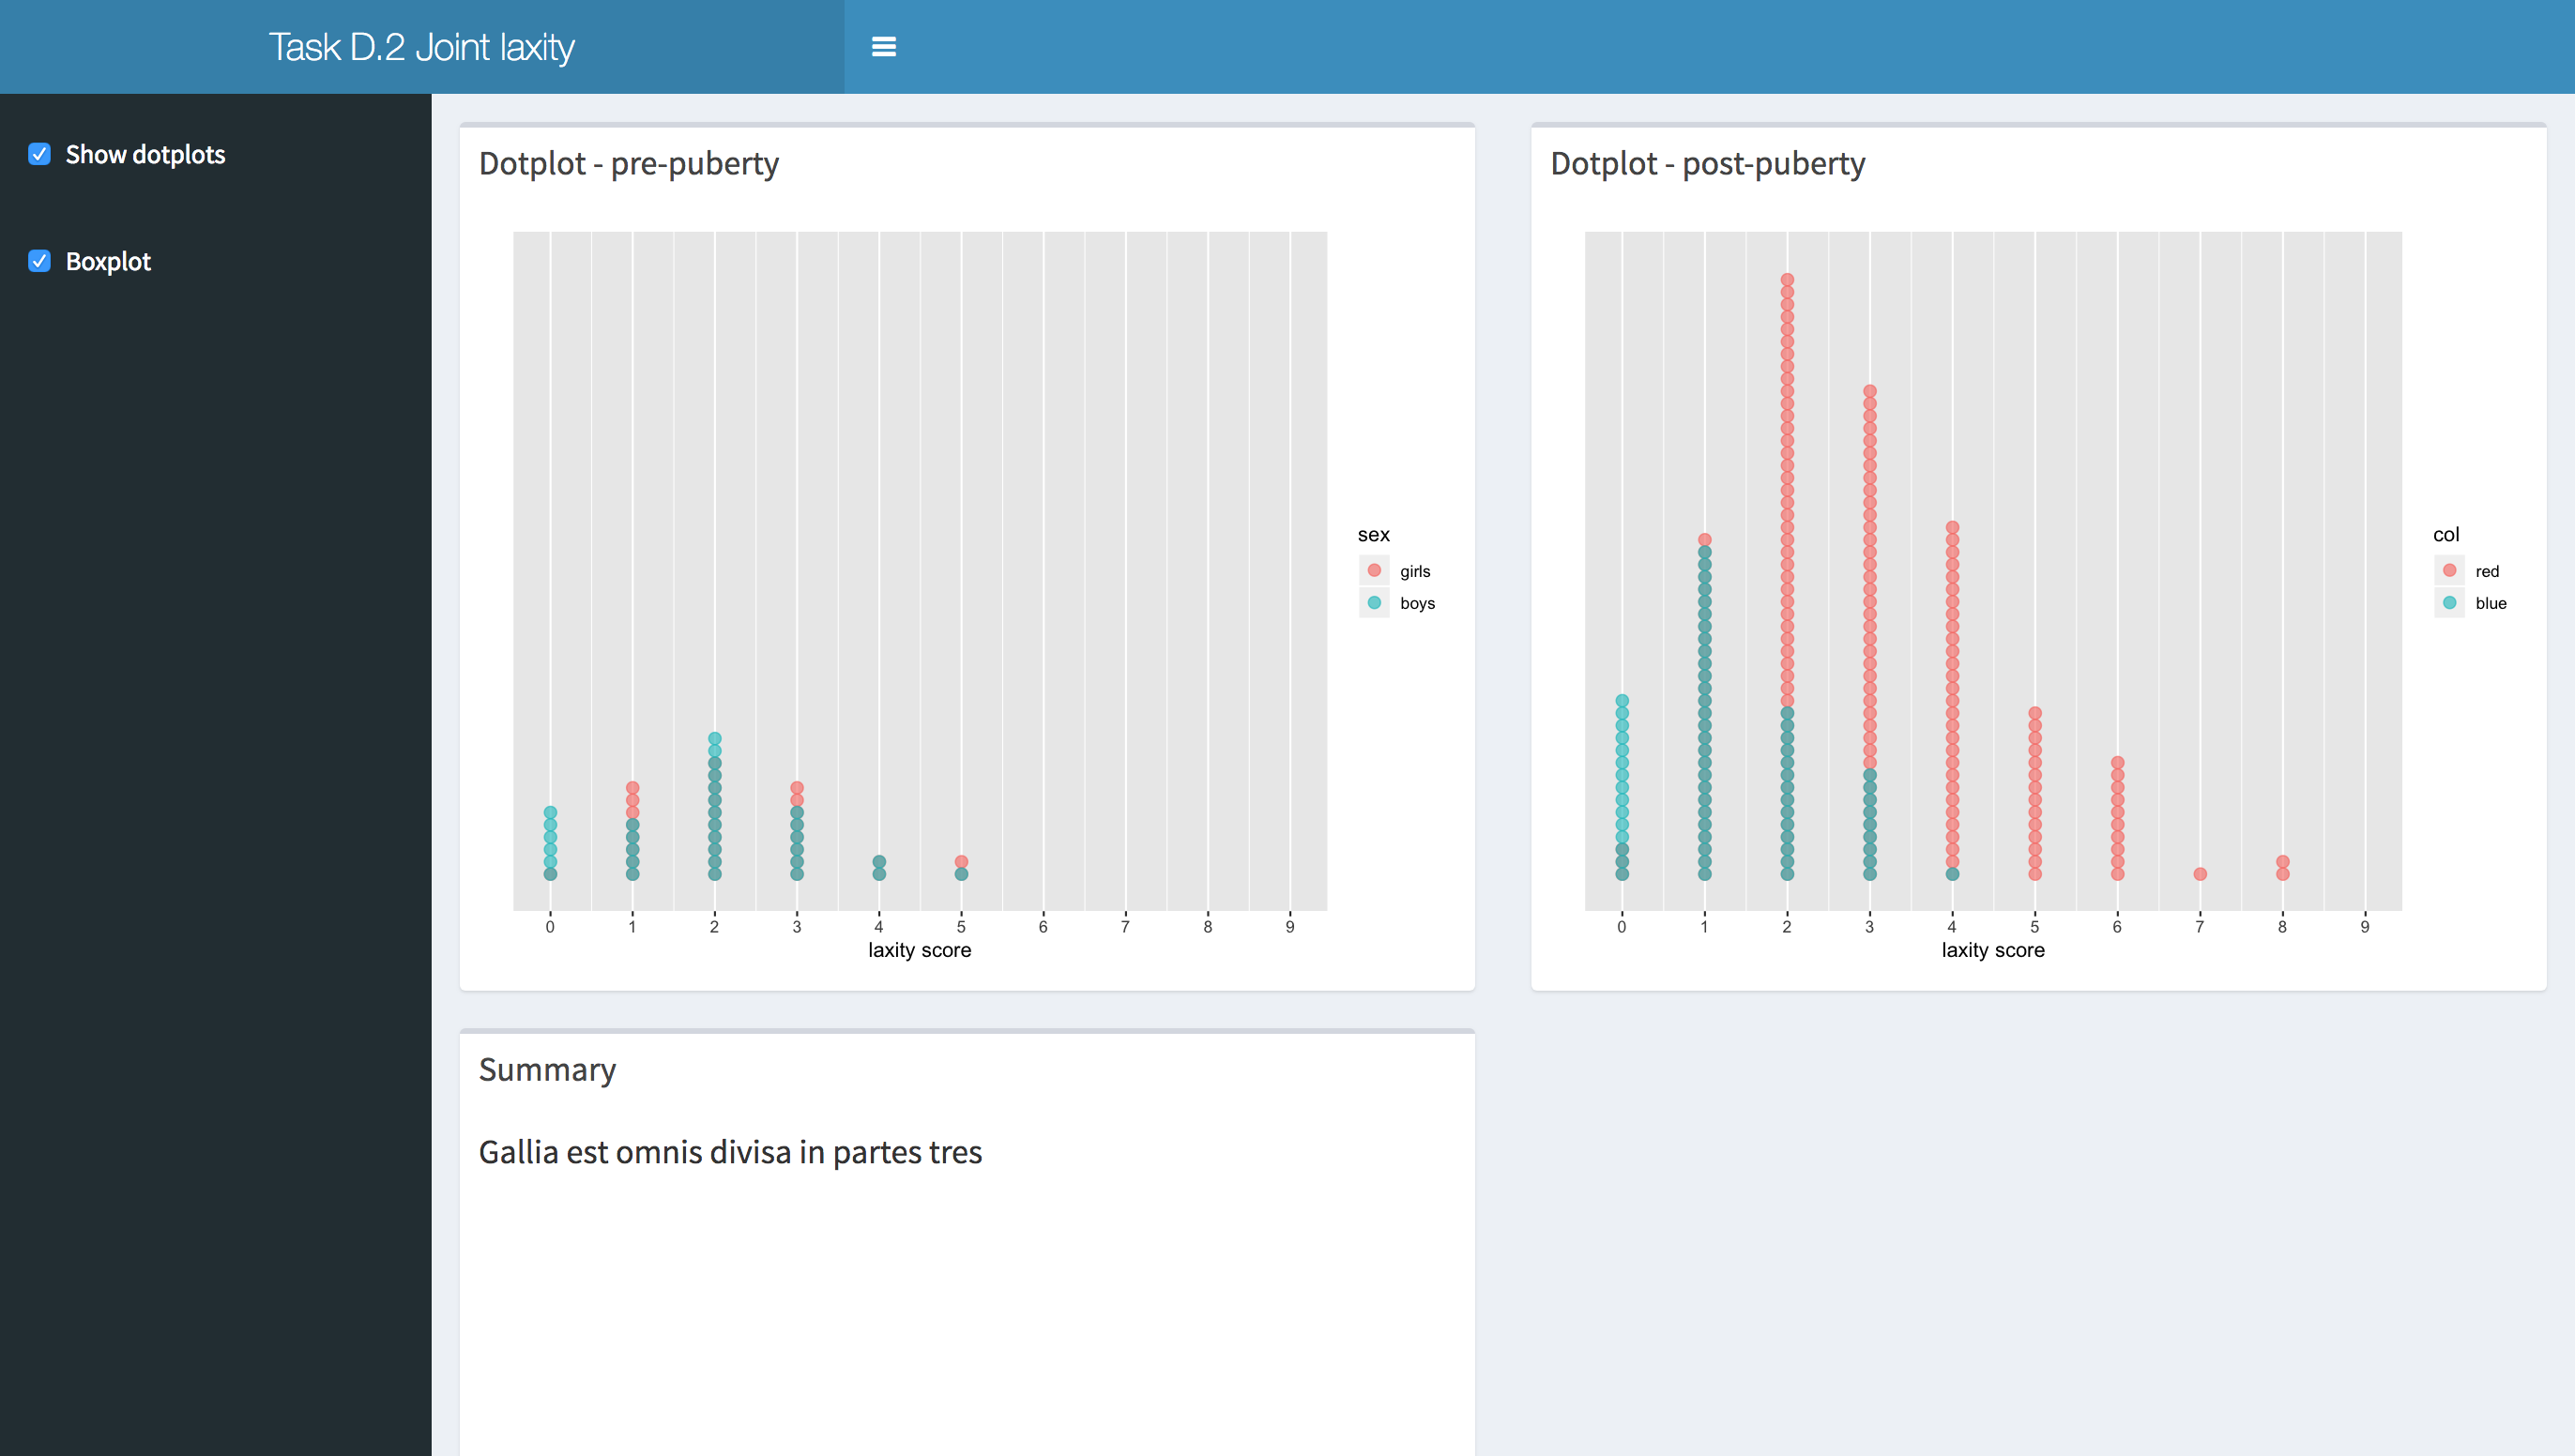 Task D.2 Joint laxity
Show dotplots
Boxplot
Dotplot - pre-puberty
sex
girls
boys
0 1 2 3 4 5 6 7 8 9
laxity score
Dotplot - post-puberty
col
red
blue
0 1 2 3 4 5 6 7 8 9
laxity score
Summary
Gallia est omnis divisa in partes tres